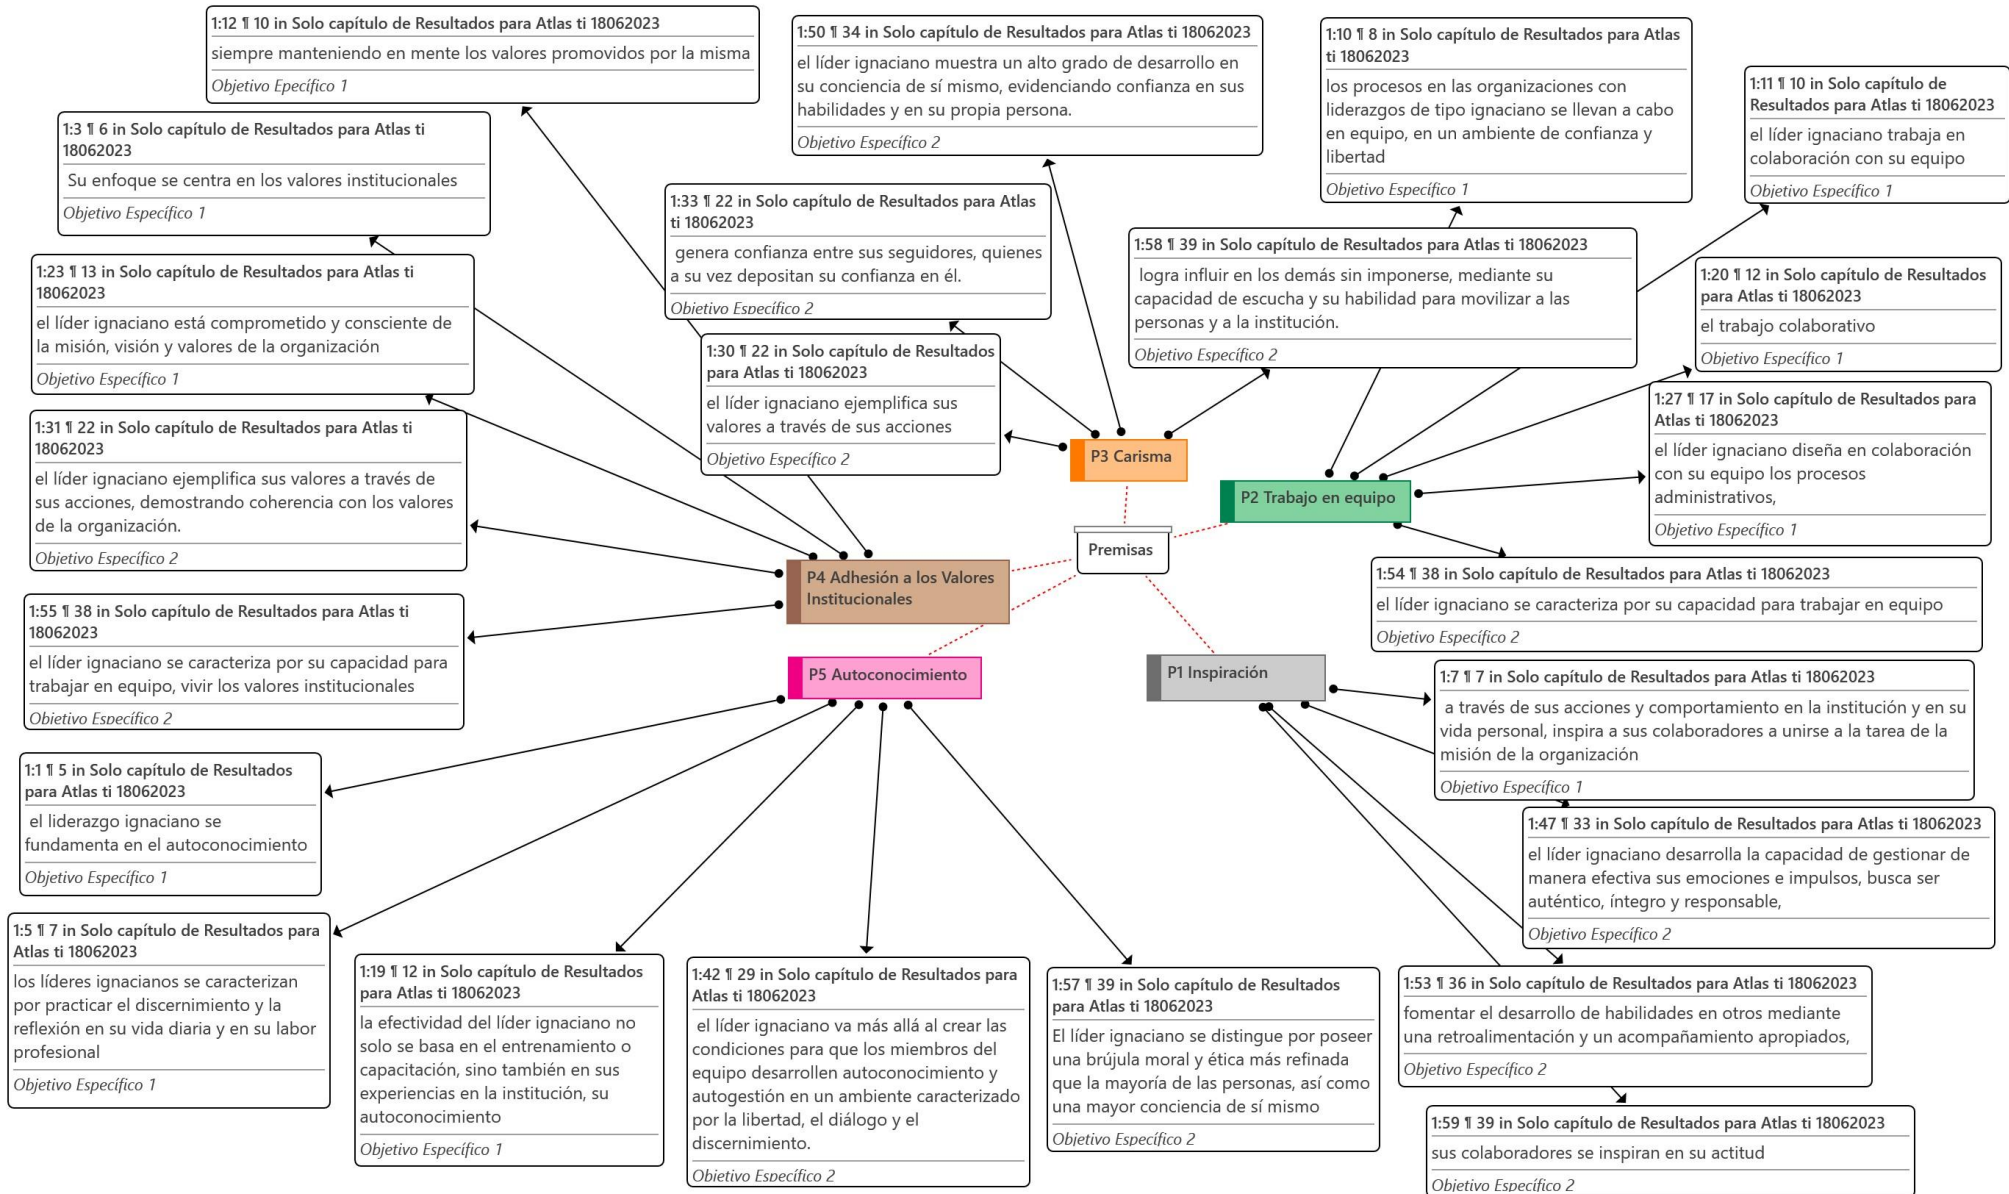 1:12 ¶ 10 in Solo capítulo de Resultados para Atlas ti 18062023
siempre manteniendo en mente los valores promovidos por la misma
Objetivo Epecífico 1
1:50 ¶ 34 in Solo capítulo de Resultados para Atlas ti 18062023
el líder ignaciano muestra un alto grado de desarrollo en
su conciencia de sí mismo, evidenciando confianza en sus
habilidades y en su propia persona.
Objetivo Específico 2
1:10 ¶ 8 in Solo capítulo de Resultados para Atlas
ti 18062023
los procesos en las organizaciones con
liderazgos de tipo ignaciano se llevan a cabo
en equipo, en un ambiente de confianza y
libertad
Objetivo Específico 1
1:11 ¶ 10 in Solo capítulo de
Resultados para Atlas ti 18062023
el líder ignaciano trabaja en
colaboración con su equipo
Objetivo Específico 1
1:3 ¶ 6 in Solo capítulo de Resultados para Atlas ti
18062023
Su enfoque se centra en los valores institucionales
Objetivo Específico 1
1:33 ¶ 22 in Solo capítulo de Resultados para Atlas
ti 18062023
genera confianza entre sus seguidores, quienes
a su vez depositan su confianza en él.
Objetivo Específico 2
1:58 ¶ 39 in Solo capítulo de Resultados para Atlas ti 18062023
logra influir en los demás sin imponerse, mediante su
capacidad de escucha y su habilidad para movilizar a las
personas y a la institución.
Objetivo Específico 2
1:23 ¶ 13 in Solo capítulo de Resultados para Atlas ti
18062023
el líder ignaciano está comprometido y consciente de
la misión, visión y valores de la organización
Objetivo Específico 1
1:20 ¶ 12 in Solo capítulo de Resultados
para Atlas ti 18062023
el trabajo colaborativo
Objetivo Específico 1
1:30 ¶ 22 in Solo capítulo de Resultados
para Atlas ti 18062023
el líder ignaciano ejemplifica sus
valores a través de sus acciones
Objetivo Específico 2
1:27 ¶ 17 in Solo capítulo de Resultados para
Atlas ti 18062023
el líder ignaciano diseña en colaboración
con su equipo los procesos
administrativos,
Objetivo Específico 1
1:31 ¶ 22 in Solo capítulo de Resultados para Atlas ti
18062023
el líder ignaciano ejemplifica sus valores a través de
sus acciones, demostrando coherencia con los valores
de la organización.
Objetivo Específico 2
P3 Carisma
P2 Trabajo en equipo
Premisas
P4 Adhesión a los Valores
Institucionales
P5 Autoconocimiento
P1 Inspiración
1:54 ¶ 38 in Solo capítulo de Resultados para Atlas ti 18062023
el líder ignaciano se caracteriza por su capacidad para trabajar en equipo
Objetivo Específico 2
1:55 ¶ 38 in Solo capítulo de Resultados para Atlas ti
18062023
el líder ignaciano se caracteriza por su capacidad para
trabajar en equipo, vivir los valores institucionales
Objetivo Específico 2
1:7 ¶ 7 in Solo capítulo de Resultados para Atlas ti 18062023
a través de sus acciones y comportamiento en la institución y en su
vida personal, inspira a sus colaboradores a unirse a la tarea de la
misión de la organización
Objetivo Específico 1
1:1 ¶ 5 in Solo capítulo de Resultados
para Atlas ti 18062023
el liderazgo ignaciano se
fundamenta en el autoconocimiento
Objetivo Específico 1
1:47 ¶ 33 in Solo capítulo de Resultados para Atlas ti 18062023
el líder ignaciano desarrolla la capacidad de gestionar de
manera efectiva sus emociones e impulsos, busca ser
auténtico, íntegro y responsable,
Objetivo Específico 2
1:5 ¶ 7 in Solo capítulo de Resultados para
Atlas ti 18062023
los líderes ignacianos se caracterizan
por practicar el discernimiento y la
reflexión en su vida diaria y en su labor
profesional
Objetivo Específico 1
1:19 ¶ 12 in Solo capítulo de Resultados
para Atlas ti 18062023
la efectividad del líder ignaciano no
solo se basa en el entrenamiento o
capacitación, sino también en sus
experiencias en la institución, su
autoconocimiento
Objetivo Específico 1
1:42 ¶ 29 in Solo capítulo de Resultados para
Atlas ti 18062023
el líder ignaciano va más allá al crear las
condiciones para que los miembros del
equipo desarrollen autoconocimiento y
autogestión en un ambiente caracterizado
por la libertad, el diálogo y el
discernimiento.
Objetivo Específico 2
1:57 ¶ 39 in Solo capítulo de Resultados
para Atlas ti 18062023
El líder ignaciano se distingue por poseer
una brújula moral y ética más refinada
que la mayoría de las personas, así como
una mayor conciencia de sí mismo
Objetivo Específico 2
1:53 ¶ 36 in Solo capítulo de Resultados para Atlas ti 18062023
fomentar el desarrollo de habilidades en otros mediante
una retroalimentación y un acompañamiento apropiados,
Objetivo Específico 2
1:59 ¶ 39 in Solo capítulo de Resultados para Atlas ti 18062023
sus colaboradores se inspiran en su actitud
Objetivo Específico 2